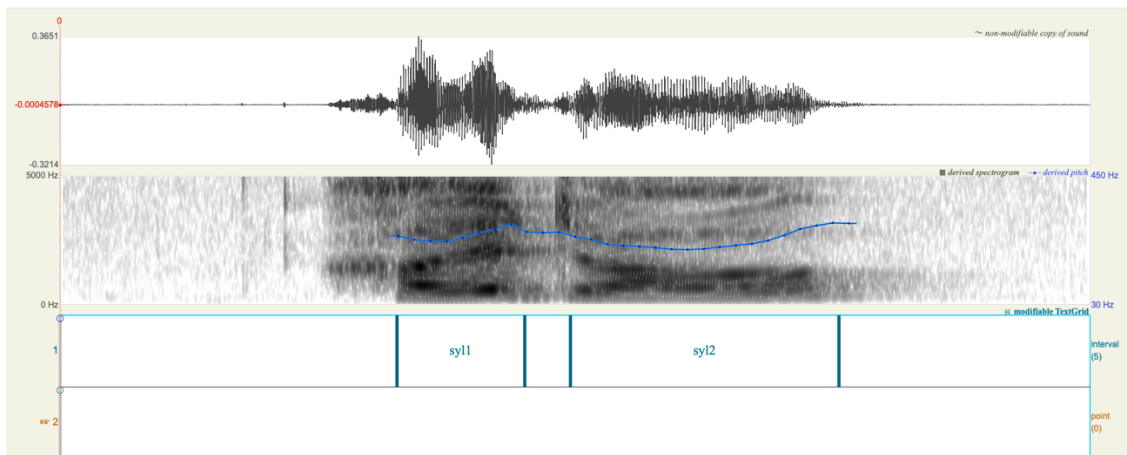 0
0.3651
~ non-modifiable copy of sound
-0.0004578
-0.3214
5000 Hz
derived spectrogram derived pitch
450 Hz
0 Hz
30 Hz
modifiable TextGrid
1
syl1
syl2
interval
(5)
2
point
(0)